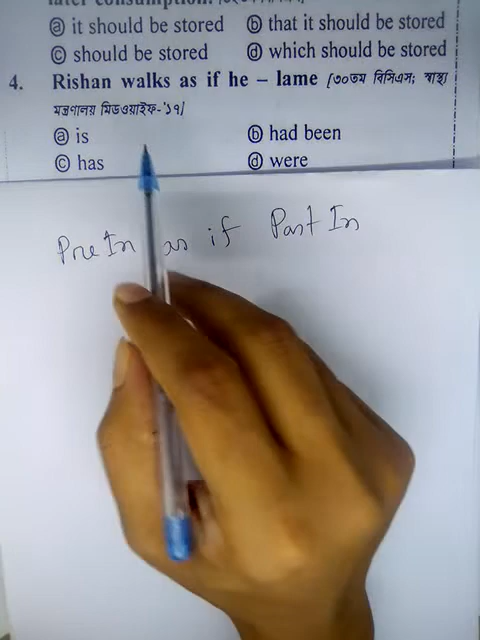 ⓐ it should be stored ⓑ that it should be stored
ⓒ should be stored ⓓ which should be stored
4. Rishan walks as if he – lame [৩০তম বিসিএস; স্বাস্থ্য
মন্ত্রণালয় মিডওয়াইফ-'১৭]
ⓐ is ⓑ had been
ⓒ has ⓓ were
Pre In as if Past In